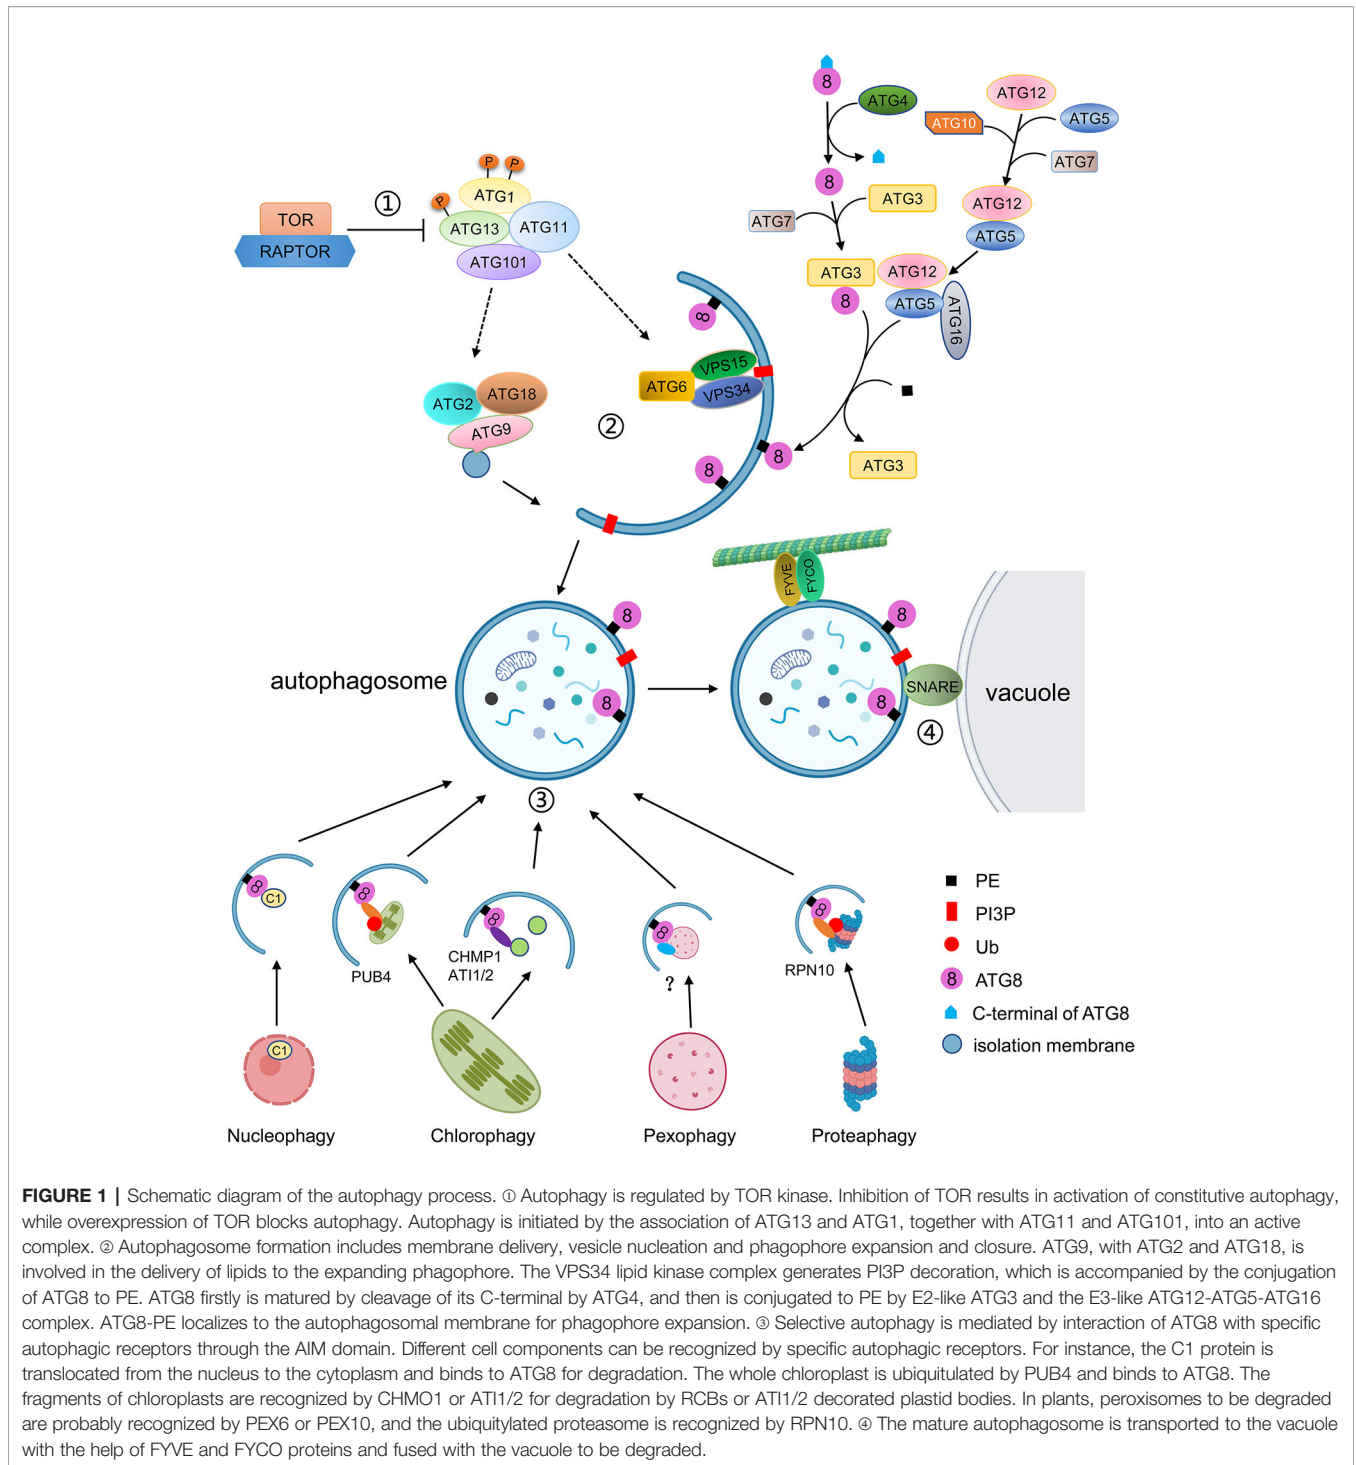 8
ATG4
ATG12
ATG10
ATG5
ATG7
P
P
ATG1
P
ATG13
ATG11
ATG101
①
TOR
RAPTOR
8
ATG3
ATG7
ATG12
ATG5
ATG3
8
ATG12
ATG5
ATG16
8
VPS15
ATG6
VPS34
ATG2
ATG18
ATG9
②
8
8
ATG3
FYVE
FYCO
8
8
autophagosome
8
8
SNARE
vacuole
④
③
8
C1
8
PUB4
8
CHMP1
ATI1/2
8
?
8
RPN10
PE
PI3P
Ub
8
ATG8
C-terminal of ATG8
isolation membrane
C1
Nucleophagy
Chlorophagy
Pexophagy
Proteaphagy
FIGURE 1 | Schematic diagram of the autophagy process. ① Autophagy is regulated by TOR kinase. Inhibition of TOR results in activation of constitutive autophagy,
while overexpression of TOR blocks autophagy. Autophagy is initiated by the association of ATG13 and ATG1, together with ATG11 and ATG101, into an active
complex. ② Autophagosome formation includes membrane delivery, vesicle nucleation and phagophore expansion and closure. ATG9, with ATG2 and ATG18, is
involved in the delivery of lipids to the expanding phagophore. The VPS34 lipid kinase complex generates PI3P decoration, which is accompanied by the conjugation
of ATG8 to PE. ATG8 firstly is matured by cleavage of its C-terminal by ATG4, and then is conjugated to PE by E2-like ATG3 and the E3-like ATG12-ATG5-ATG16
complex. ATG8-PE localizes to the autophagosomal membrane for phagophore expansion. ③ Selective autophagy is mediated by interaction of ATG8 with specific
autophagic receptors through the AIM domain. Different cell components can be recognized by specific autophagic receptors. For instance, the C1 protein is
translocated from the nucleus to the cytoplasm and binds to ATG8 for degradation. The whole chloroplast is ubiquitulated by PUB4 and binds to ATG8. The
fragments of chloroplasts are recognized by CHMO1 or ATI1/2 for degradation by RCBs or ATI1/2 decorated plastid bodies. In plants, peroxisomes to be degraded
are probably recognized by PEX6 or PEX10, and the ubiquitylated proteasome is recognized by RPN10. ④ The mature autophagosome is transported to the vacuole
with the help of FYVE and FYCO proteins and fused with the vacuole to be degraded.